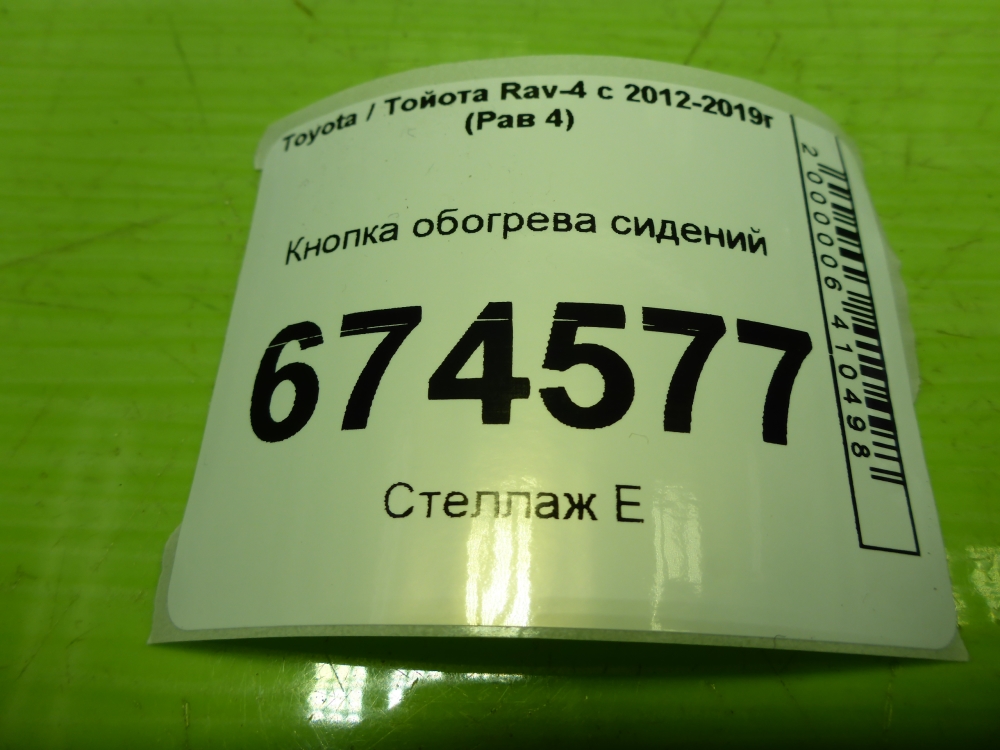 Toyota / Тойота Rav-4 с 2012-2019г
(Рав 4)
Кнопка обогрева сидений
674577
Стеллаж Е
2000006410498